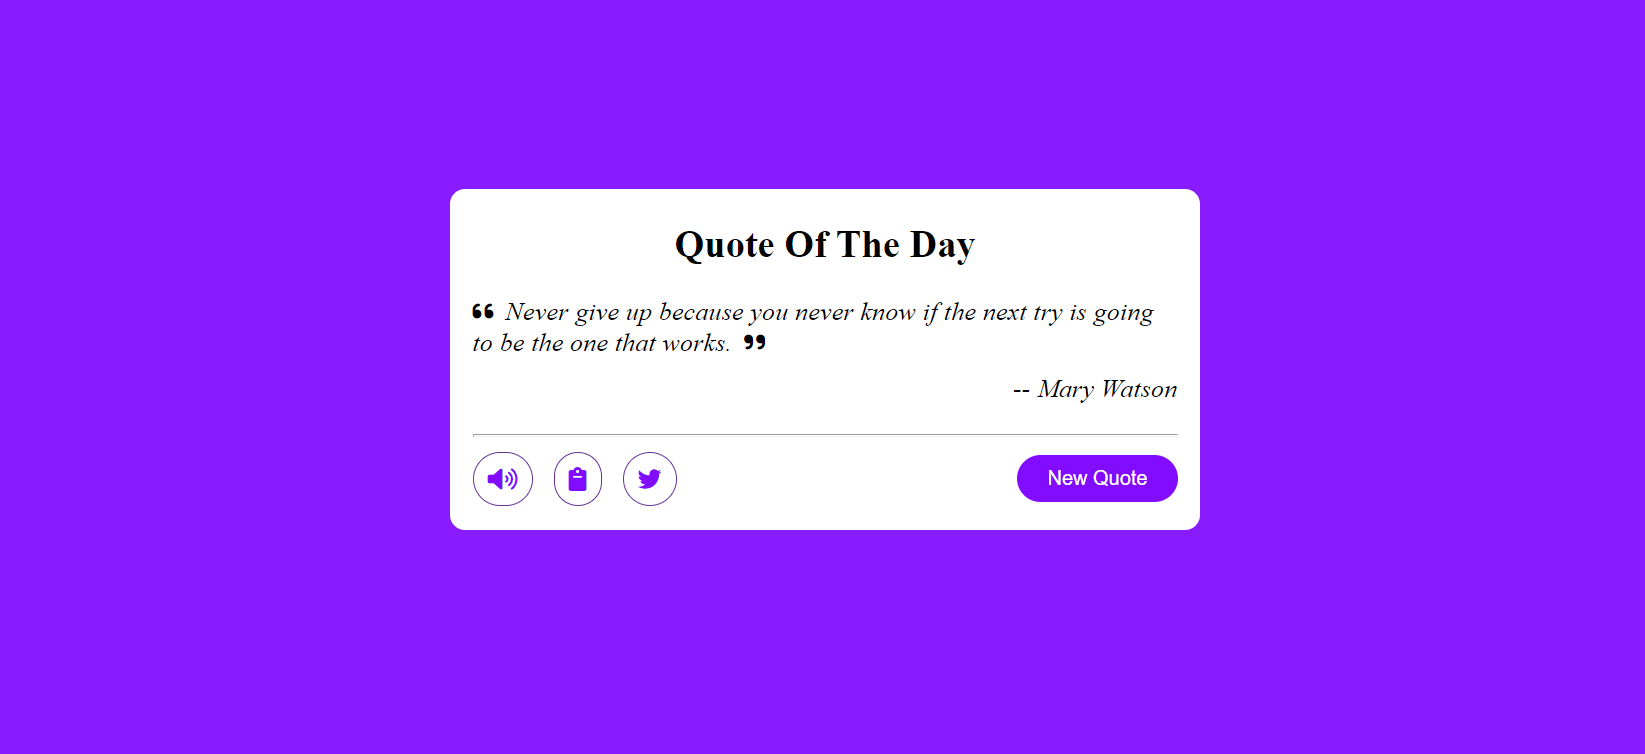 Quote Of The Day
❝ Never give up because you never know if the next try is going
to be the one that works. ❞
-- Mary Watson
New Quote